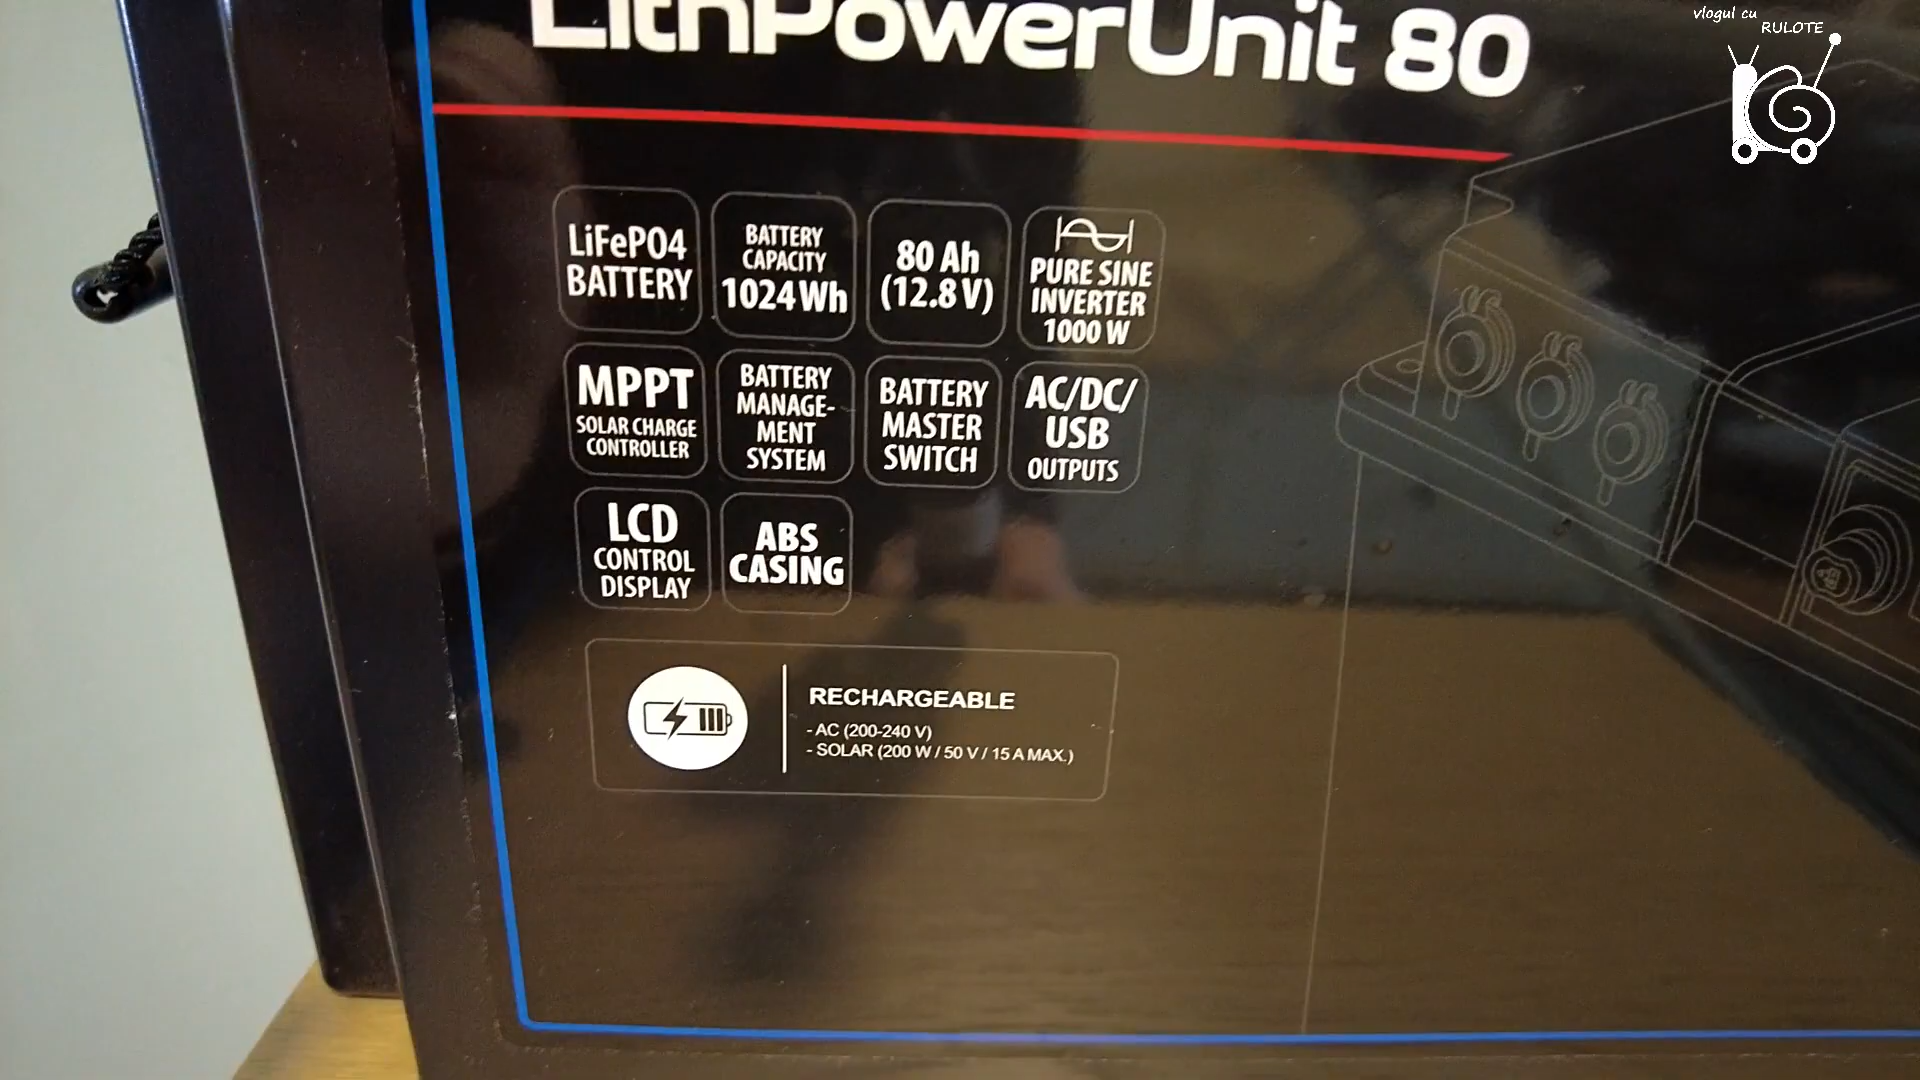 LithPowerUnit 80
vlogul cu
RULOTE
LiFePO4
BATTERY
BATTERY
CAPACITY
1024 Wh
80 Ah
(12.8 V)
PURE SINE
INVERTER
1000 W
MPPT
SOLAR CHARGE
CONTROLLER
BATTERY
MANAGE-
MENT
SYSTEM
BATTERY
MASTER
SWITCH
AC/DC/
USB
OUTPUTS
LCD
CONTROL
DISPLAY
ABS
CASING
RECHARGEABLE
- AC (200-240 V)
- SOLAR (200 W / 50 V / 15 A MAX.)